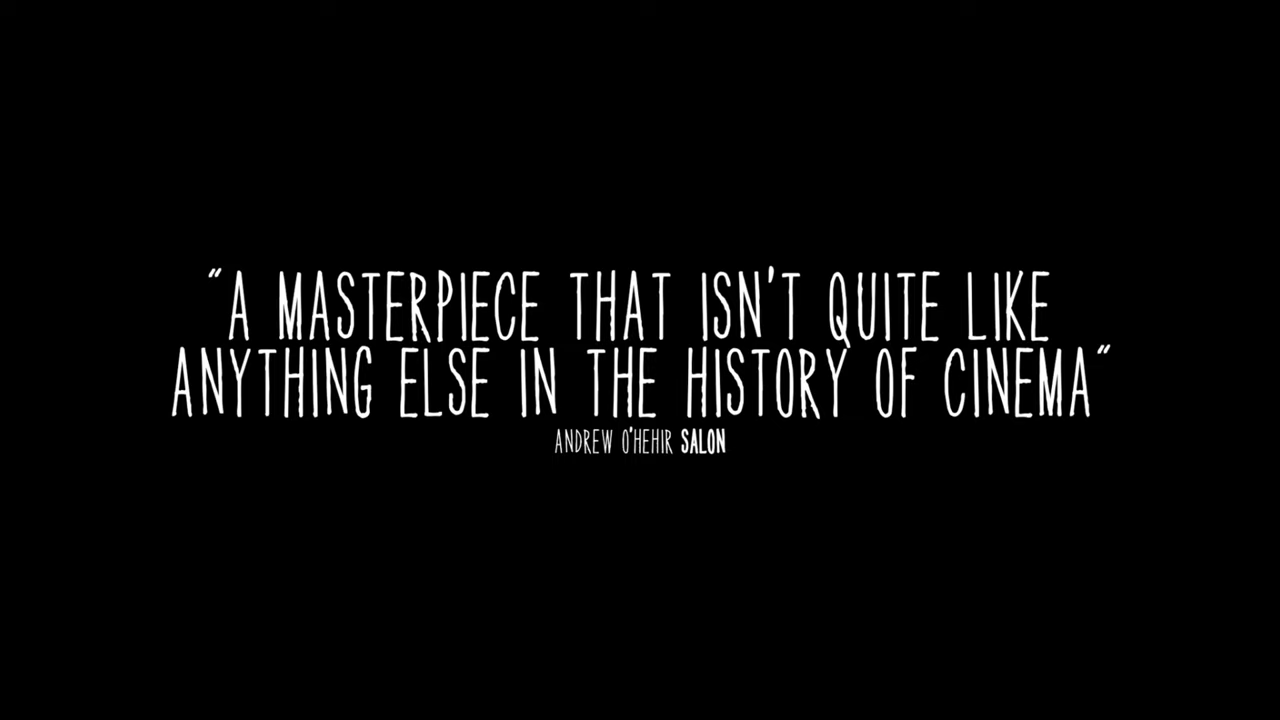 "A MASTERPIECE THAT ISN'T QUITE LIKE
ANYTHING ELSE IN THE HISTORY OF CINEMA"
ANDREW O'HEHIR SALON